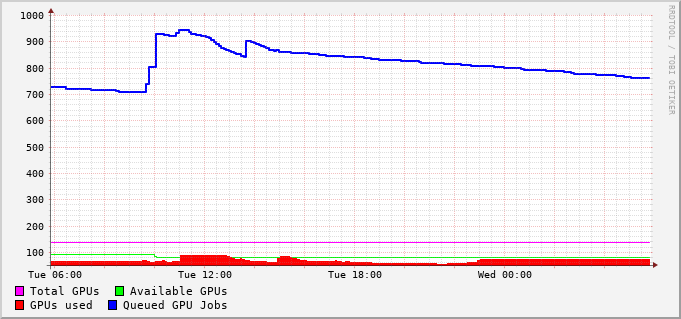 1000
900
800
700
600
500
400
300
200
100
Tue 06:00 Tue 12:00 Tue 18:00 Wed 00:00
Total GPUs Available GPUs
GPUs used Queued GPU Jobs
RRDTOOL / TOBI OETIKER